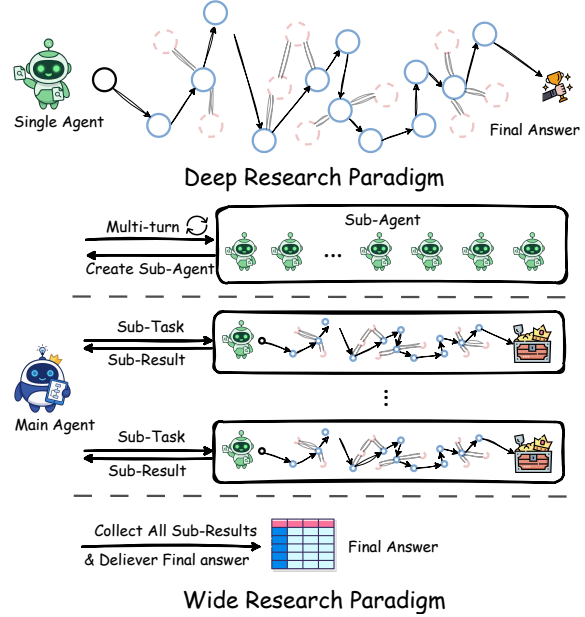 Single Agent
Final Answer
Deep Research Paradigm
Sub-Agent
Multi-turn
Create Sub-Agent
...
Sub-Task
Sub-Result
Main Agent
Sub-Task
Sub-Result
Collect All Sub-Results
& Deliever Final answer
Final Answer
Wide Research Paradigm